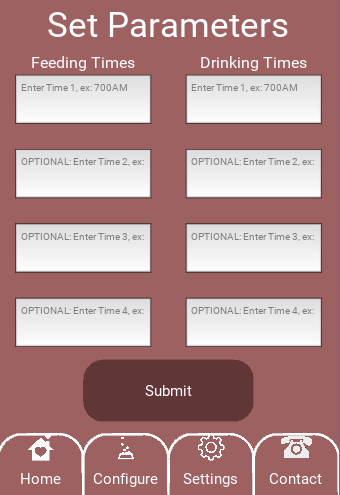 Set Parameters
Feeding Times
Drinking Times
Enter Time 1, ex: 700AM
Enter Time 1, ex: 700AM
OPTIONAL: Enter Time 2, ex:
OPTIONAL: Enter Time 2, ex:
OPTIONAL: Enter Time 3, ex:
OPTIONAL: Enter Time 3, ex:
OPTIONAL: Enter Time 4, ex:
OPTIONAL: Enter Time 4, ex:
Submit
Home
Configure
Settings
Contact